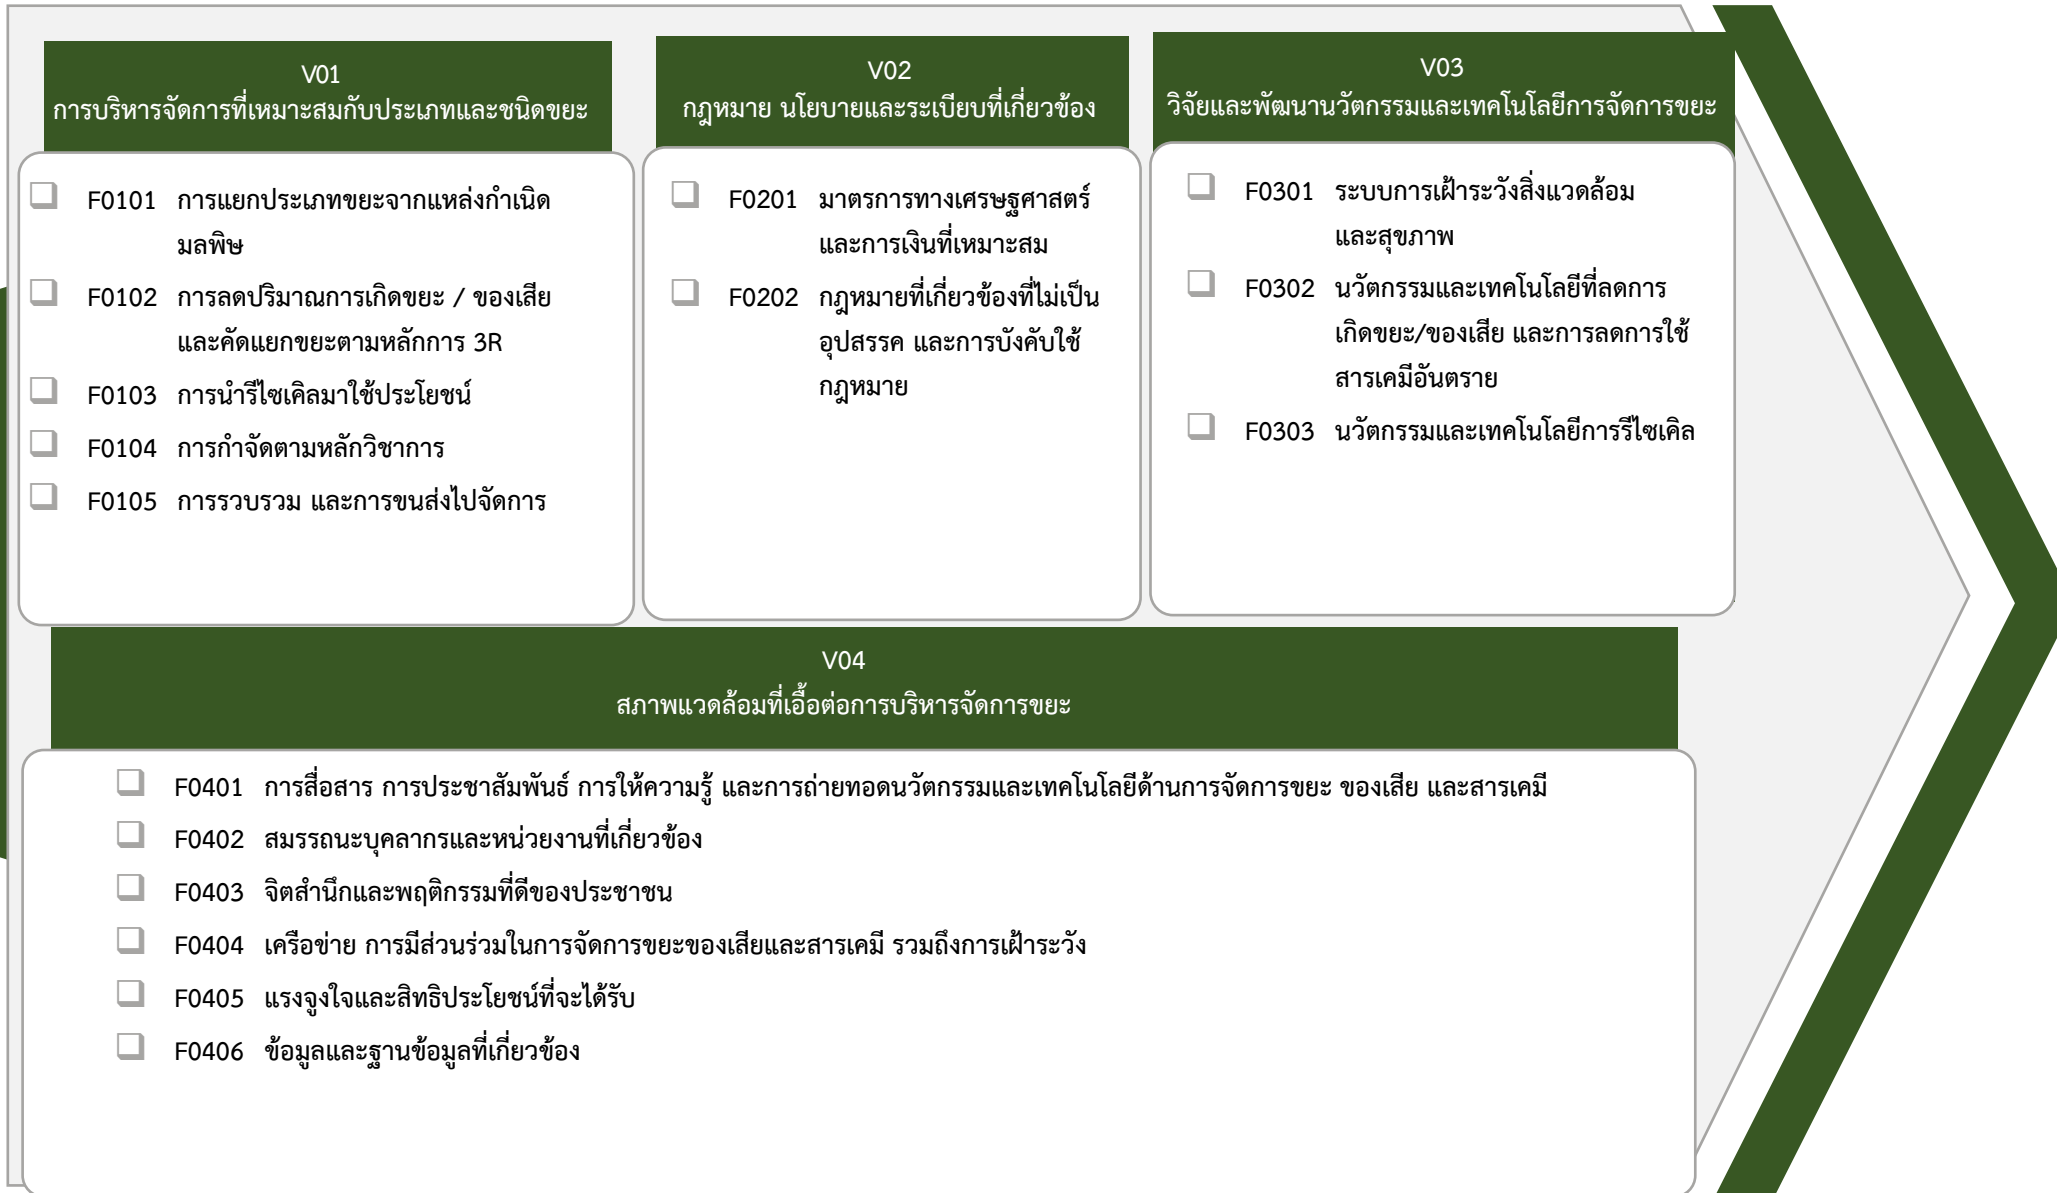 V01
การบริหารจัดการที่เหมาะสมกับประเภทและชนิดขยะ
F0101 การแยกประเภทขยะจากแหล่งกำเนิด
มลพิษ
F0102 การลดปริมาณการเกิดขยะ / ของเสีย
และคัดแยกขยะตามหลักการ 3R
F0103 การนำรีไซเคิลมาใช้ประโยชน์
F0104 การกำจัดตามหลักวิชาการ
F0105 การรวบรวม และการขนส่งไปจัดการ
V02
กฎหมาย นโยบายและระเบียบที่เกี่ยวข้อง
F0201 มาตรการทางเศรษฐศาสตร์
และการเงินที่เหมาะสม
F0202 กฎหมายที่เกี่ยวข้องที่ไม่เป็น
อุปสรรค และการบังคับใช้
กฎหมาย
V03
วิจัยและพัฒนานวัตกรรมและเทคโนโลยีการจัดการขยะ
F0301 ระบบการเฝ้าระวังสิ่งแวดล้อม
และสุขภาพ
F0302 นวัตกรรมและเทคโนโลยีที่ลดการ
เกิดขยะ/ของเสีย และการลดการใช้
สารเคมีอันตราย
F0303 นวัตกรรมและเทคโนโลยีการรีไซเคิล
V04
สภาพแวดล้อมที่เอื้อต่อการบริหารจัดการขยะ
F0401 การสื่อสาร การประชาสัมพันธ์ การให้ความรู้ และการถ่ายทอดนวัตกรรมและเทคโนโลยีด้านการจัดการขยะ ของเสีย และสารเคมี
F0402 สมรรถนะบุคลากรและหน่วยงานที่เกี่ยวข้อง
F0403 จิตสำนึกและพฤติกรรมที่ดีของประชาชน
F0404 เครือข่าย การมีส่วนร่วมในการจัดการขยะของเสียและสารเคมี รวมถึงการเฝ้าระวัง
F0405 แรงจูงใจและสิทธิประโยชน์ที่จะได้รับ
F0406 ข้อมูลและฐานข้อมูลที่เกี่ยวข้อง